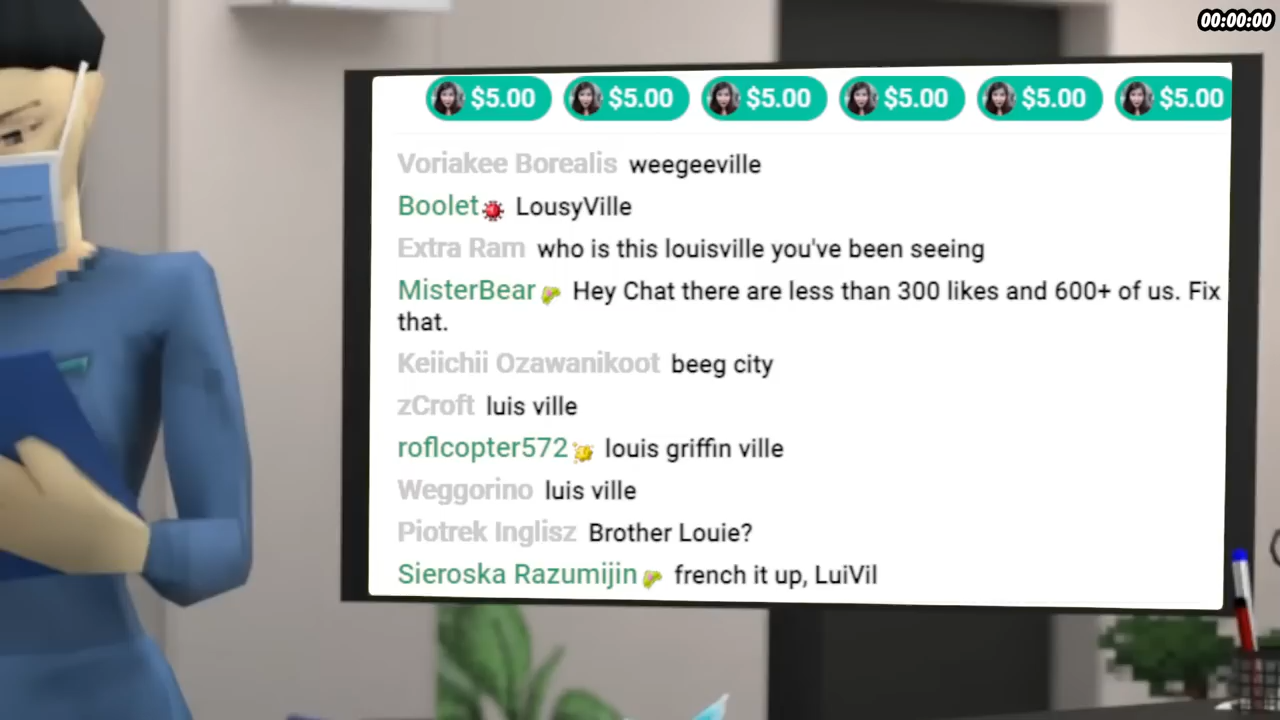 00:00:00
$5.00 $5.00 $5.00 $5.00 $5.00 $5.00
Voriakee Borealis weegeeville
Boolet LousyVille
Extra Ram who is this louisville you've been seeing
MisterBear Hey Chat there are less than 300 likes and 600+ of us. Fix
that.
Keiichii Ozawanikoot beeg city
zCroft luis ville
roflcopter572 louis griffin ville
Weggorino luis ville
Piotrek Inglisz Brother Louie?
Sieroska Razumijin french it up, LuiVil